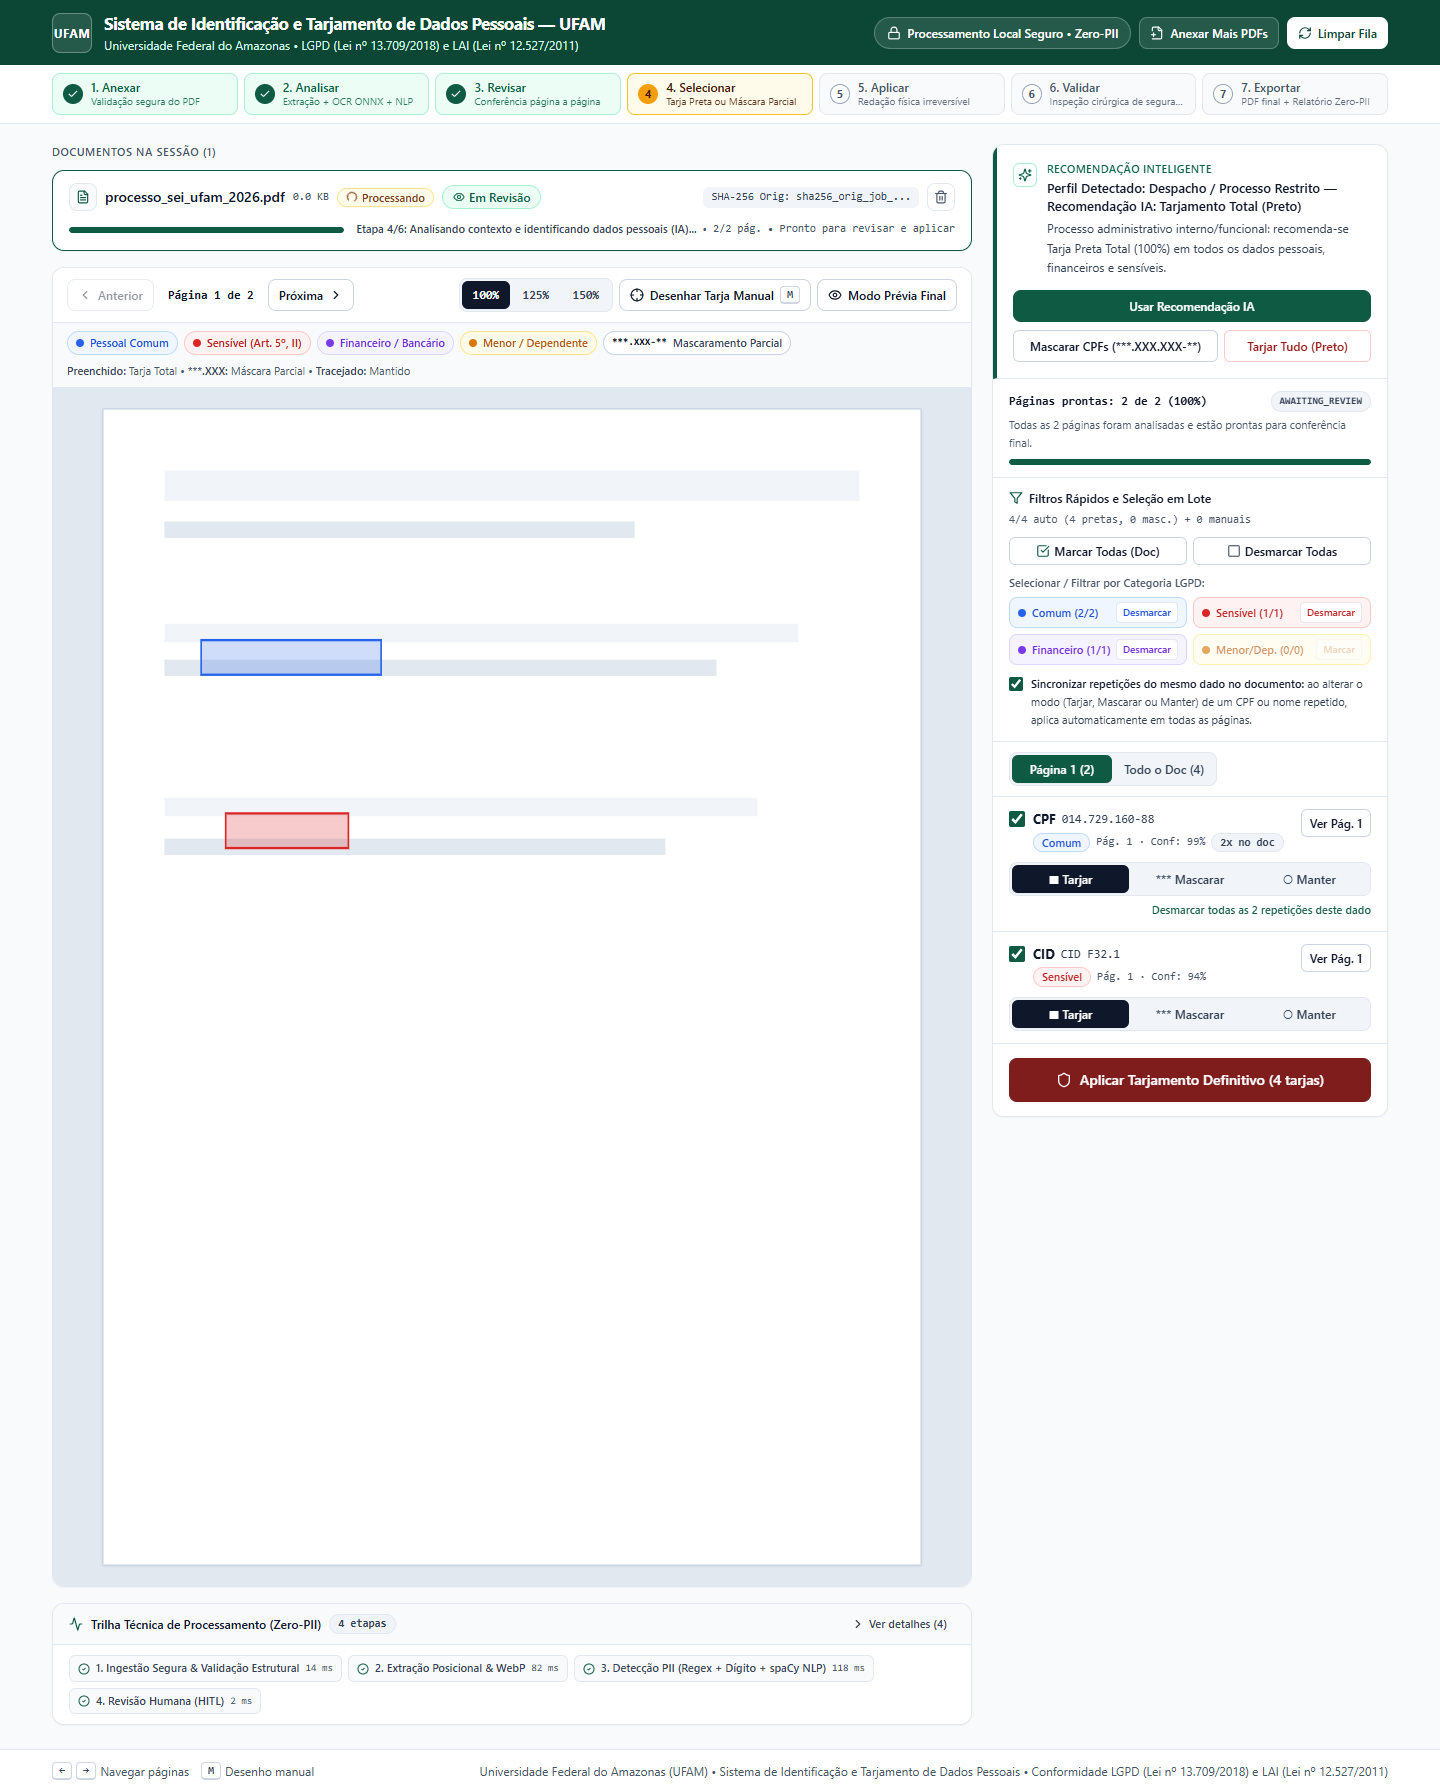 UFAM
Sistema de Identificação e Tarjamento de Dados Pessoais — UFAM
Universidade Federal do Amazonas • LGPD (Lei nº 13.709/2018) e LAI (Lei nº 12.527/2011)
Processamento Local Seguro • Zero-PII
Anexar Mais PDFs
Limpar Fila
1. Anexar
Validação segura do PDF
2. Analisar
Extração + OCR ONNX + NLP
3. Revisar
Conferência página a página
4
4. Selecionar
Tarja Preta ou Máscara Parcial
5
5. Aplicar
Redação física irreversível
6
6. Validar
Inspeção cirúrgica de segura...
7
7. Exportar
PDF final + Relatório Zero-PII
DOCUMENTOS NA SESSÃO (1)
processo_sei_ufam_2026.pdf 0.0 KB Processando Em Revisão SHA-256 Orig: sha256_orig_job_...
Etapa 4/6: Analisando contexto e identificando dados pessoais (IA)... • 2/2 pág. • Pronto para revisar e aplicar
Anterior Página 1 de 2 Próxima 100% 125% 150% Desenhar Tarja Manual M Modo Prévia Final
Pessoal Comum Sensível (Art. 5º, II) Financeiro / Bancário Menor / Dependente ***.XXX-** Mascaramento Parcial
Preenchido: Tarja Total • ***.XXX: Máscara Parcial • Tracejado: Mantido
RECOMENDAÇÃO INTELIGENTE
Perfil Detectado: Despacho / Processo Restrito —
Recomendação IA: Tarjamento Total (Preto)
Processo administrativo interno/funcional: recomenda-se
Tarja Preta Total (100%) em todos os dados pessoais,
financeiros e sensíveis.
Usar Recomendação IA
Mascarar CPFs (***.XXX.XXX-**) Tarjar Tudo (Preto)
Páginas prontas: 2 de 2 (100%) AWAITING_REVIEW
Todas as 2 páginas foram analisadas e estão prontas para conferência
final.
Filtros Rápidos e Seleção em Lote
4/4 auto (4 pretas, 0 masc.) + 0 manuais
Marcar Todas (Doc) Desmarcar Todas
Selecionar / Filtrar por Categoria LGPD:
Comum (2/2) Desmarcar Sensível (1/1) Desmarcar
Financeiro (1/1) Desmarcar Menor/Dep. (0/0) Marcar
Sincronizar repetições do mesmo dado no documento: ao alterar o
modo (Tarjar, Mascarar ou Manter) de um CPF ou nome repetido,
aplica automaticamente em todas as páginas.
Página 1 (2) Todo o Doc (4)
CPF 014.729.160-88 Ver Pág. 1
Comum Pág. 1 · Conf: 99% 2x no doc
Tarjar *** Mascarar Manter
Desmarcar todas as 2 repetições deste dado
CID CID F32.1 Ver Pág. 1
Sensível Pág. 1 · Conf: 94%
Tarjar *** Mascarar Manter
Aplicar Tarjamento Definitivo (4 tarjas)
Trilha Técnica de Processamento (Zero-PII) 4 etapas Ver detalhes (4)
1. Ingestão Segura & Validação Estrutural 14 ms 2. Extração Posicional & WebP 82 ms 3. Detecção PII (Regex + Dígito + spaCy NLP) 118 ms
4. Revisão Humana (HITL) 2 ms
← → Navegar páginas M Desenho manual
Universidade Federal do Amazonas (UFAM) • Sistema de Identificação e Tarjamento de Dados Pessoais • Conformidade LGPD (Lei nº 13.709/2018) e LAI (Lei nº 12.527/2011)